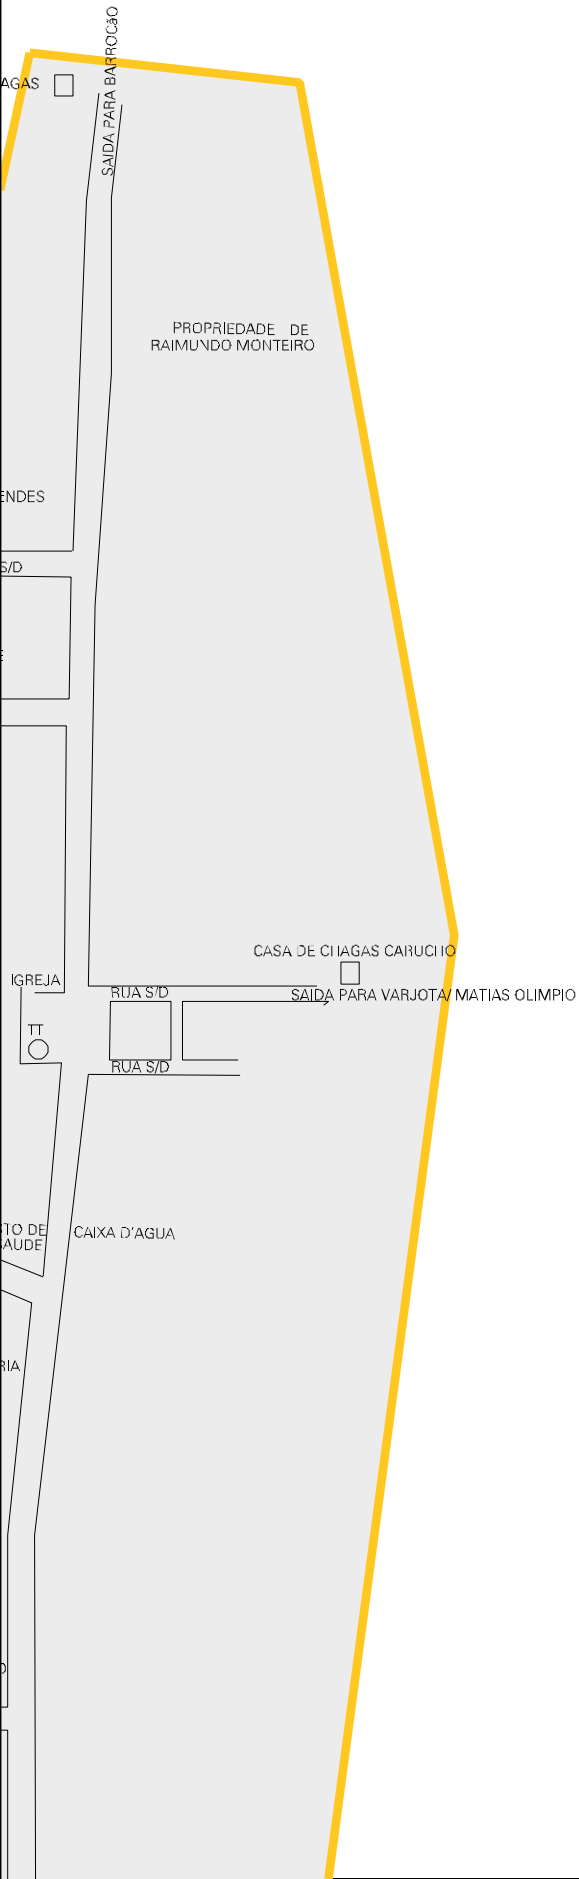 SAIDA PARA BARROCãO
AGAS
PROPRIEDADE DE
RAIMUNDO MONTEIRO
ENDES
S/D
E
CASA DE CHAGAS CARUCHO
IGREJA
RUA S/D
SAIDA PARA VARJOTA/ MATIAS OLIMPIO
TT
RUA S/D
TO DE
SAUDE
CAIXA D'AGUA
RIA
O